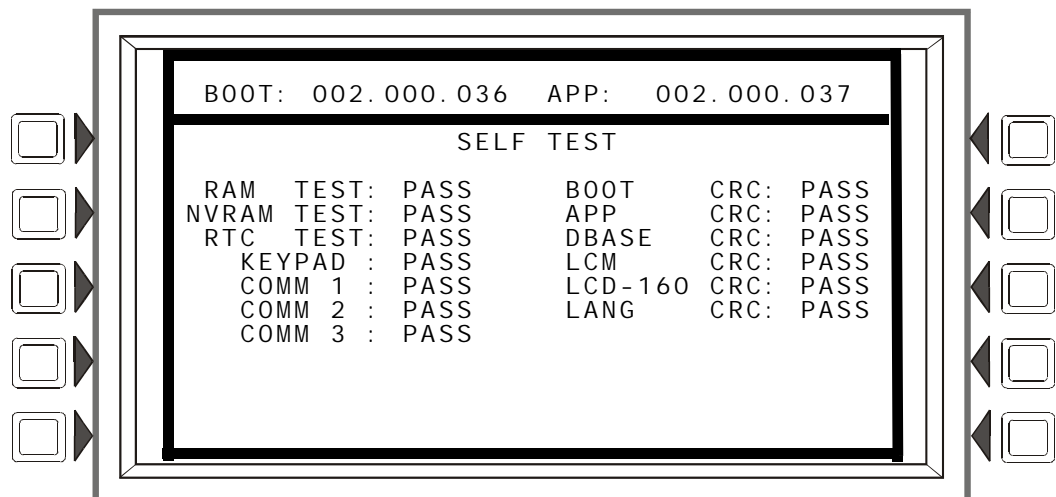 BOOT: 002.000.036 APP: 002.000.037
SELF TEST
RAM TEST: PASS BOOT CRC: PASS
NVRAM TEST: PASS APP CRC: PASS
RTC TEST: PASS DBASE CRC: PASS
KEYPAD : PASS LCM CRC: PASS
COMM 1 : PASS LCD-160 CRC: PASS
COMM 2 : PASS LANG CRC: PASS
COMM 3 : PASS